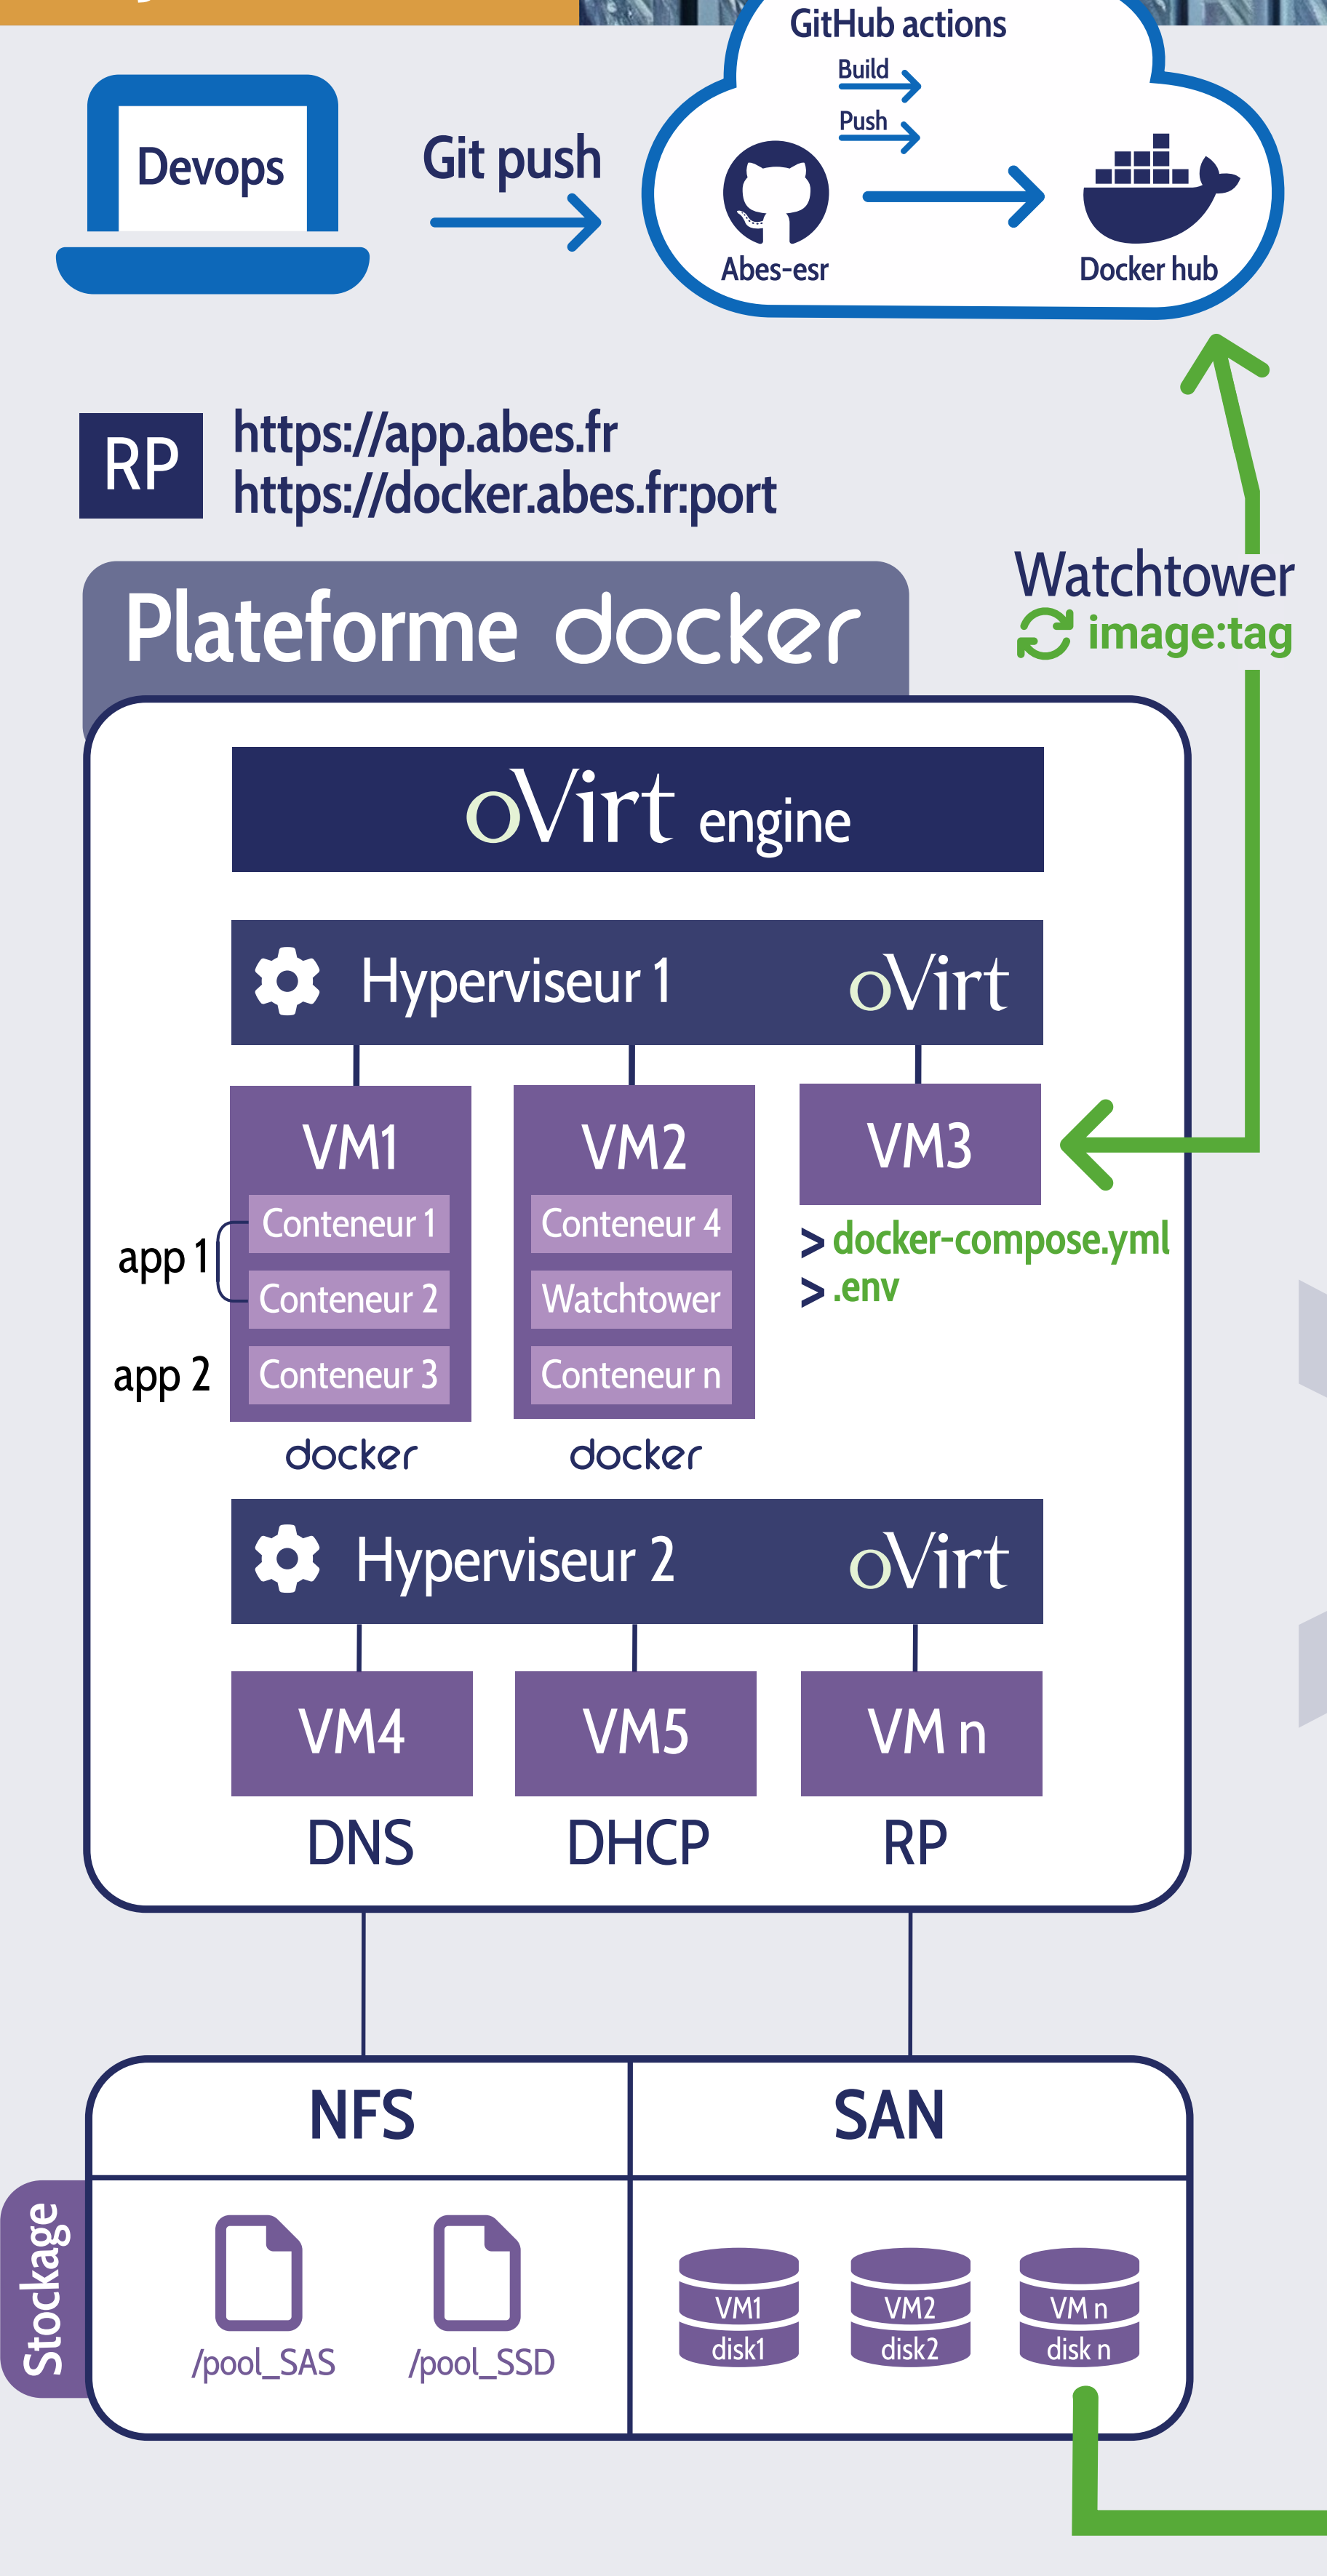 GitHub actions
Build
Push
Devops
Git push
Abes-esr
Docker hub
RP
https://app.abes.fr
https://docker.abes.fr:port
Watchtower
image:tag
Plateforme docker
oVirt engine
Hyperviseur 1 oVirt
VM1
VM2
VM3
Conteneur 1
Conteneur 4
> docker-compose.yml
app 1
> .env
Conteneur 2
Watchtower
app 2
Conteneur 3
Conteneur n
docker
docker
Hyperviseur 2 oVirt
VM4
VM5
VM n
DNS
DHCP
RP
NFS
SAN
Stockage
/pool_SAS
/pool_SSD
VM1
disk1
VM2
disk2
VM n
disk n